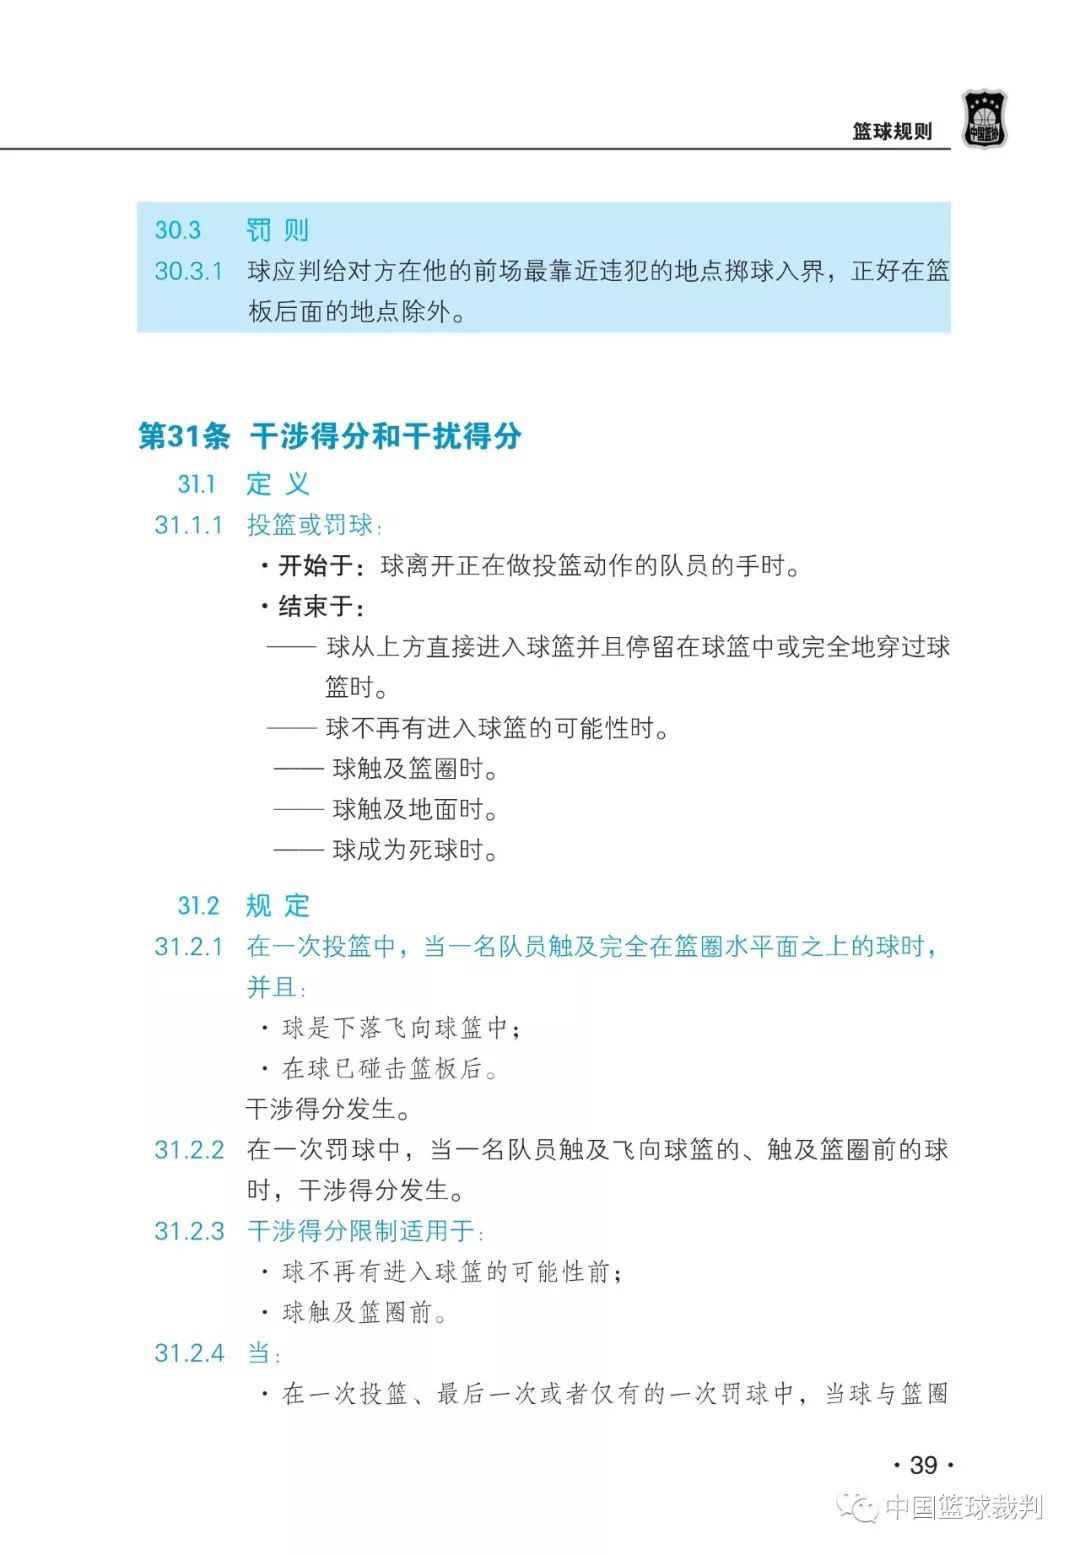 篮球规则
中国篮协
30.3 罚 则
30.3.1 球应判给对方在他的前场最靠近违犯的地点掷球入界，正好在篮
板后面的地点除外。
第31条 干涉得分和干扰得分
31.1 定 义
31.1.1 投篮或罚球：
·开始于：球离开正在做投篮动作的队员的手时。
·结束于：
—— 球从上方直接进入球篮并且停留在球篮中或完全地穿过球
篮时。
—— 球不再有进入球篮的可能性时。
—— 球触及篮圈时。
—— 球触及地面时。
—— 球成为死球时。
31.2 规 定
31.2.1 在一次投篮中，当一名队员触及完全在篮圈水平面之上的球时，
并且：
· 球是下落飞向球篮中；
· 在球已碰击篮板后。
干涉得分发生。
31.2.2 在一次罚球中，当一名队员触及飞向球篮的、触及篮圈前的球
时，干涉得分发生。
31.2.3 干涉得分限制适用于：
· 球不再有进入球篮的可能性前；
· 球触及篮圈前。
31.2.4 当：
· 在一次投篮、最后一次或者仅有的一次罚球中，当球与篮圈
· 39 ·
中国篮球裁判